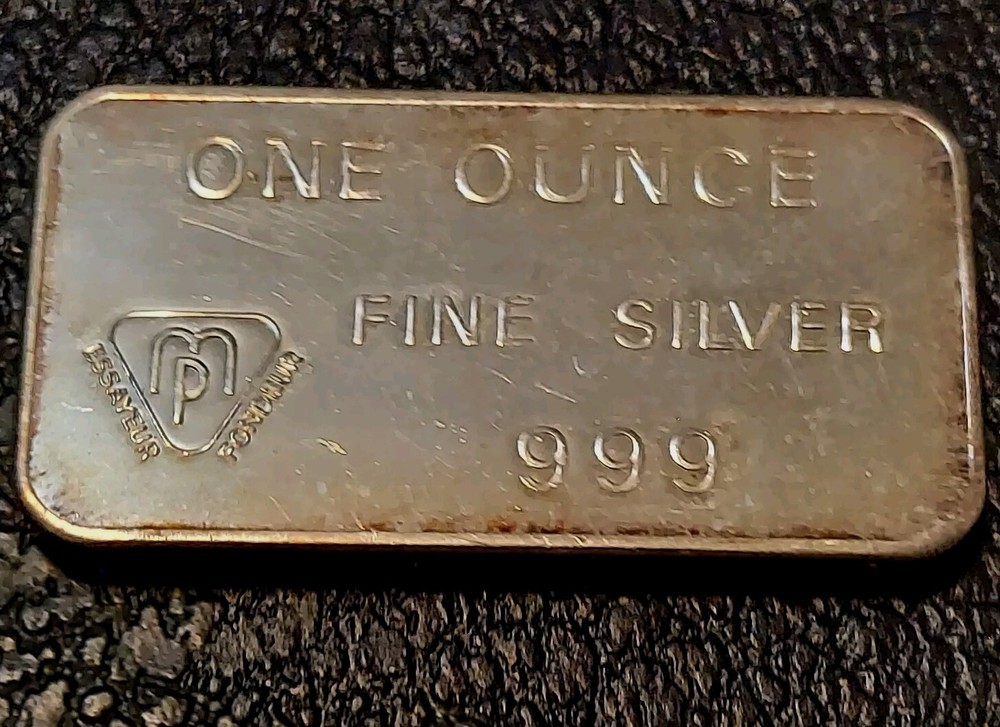 ONE OUNCE
FINE SILVER
999
MP
ESSAYEUR
FONDEUR